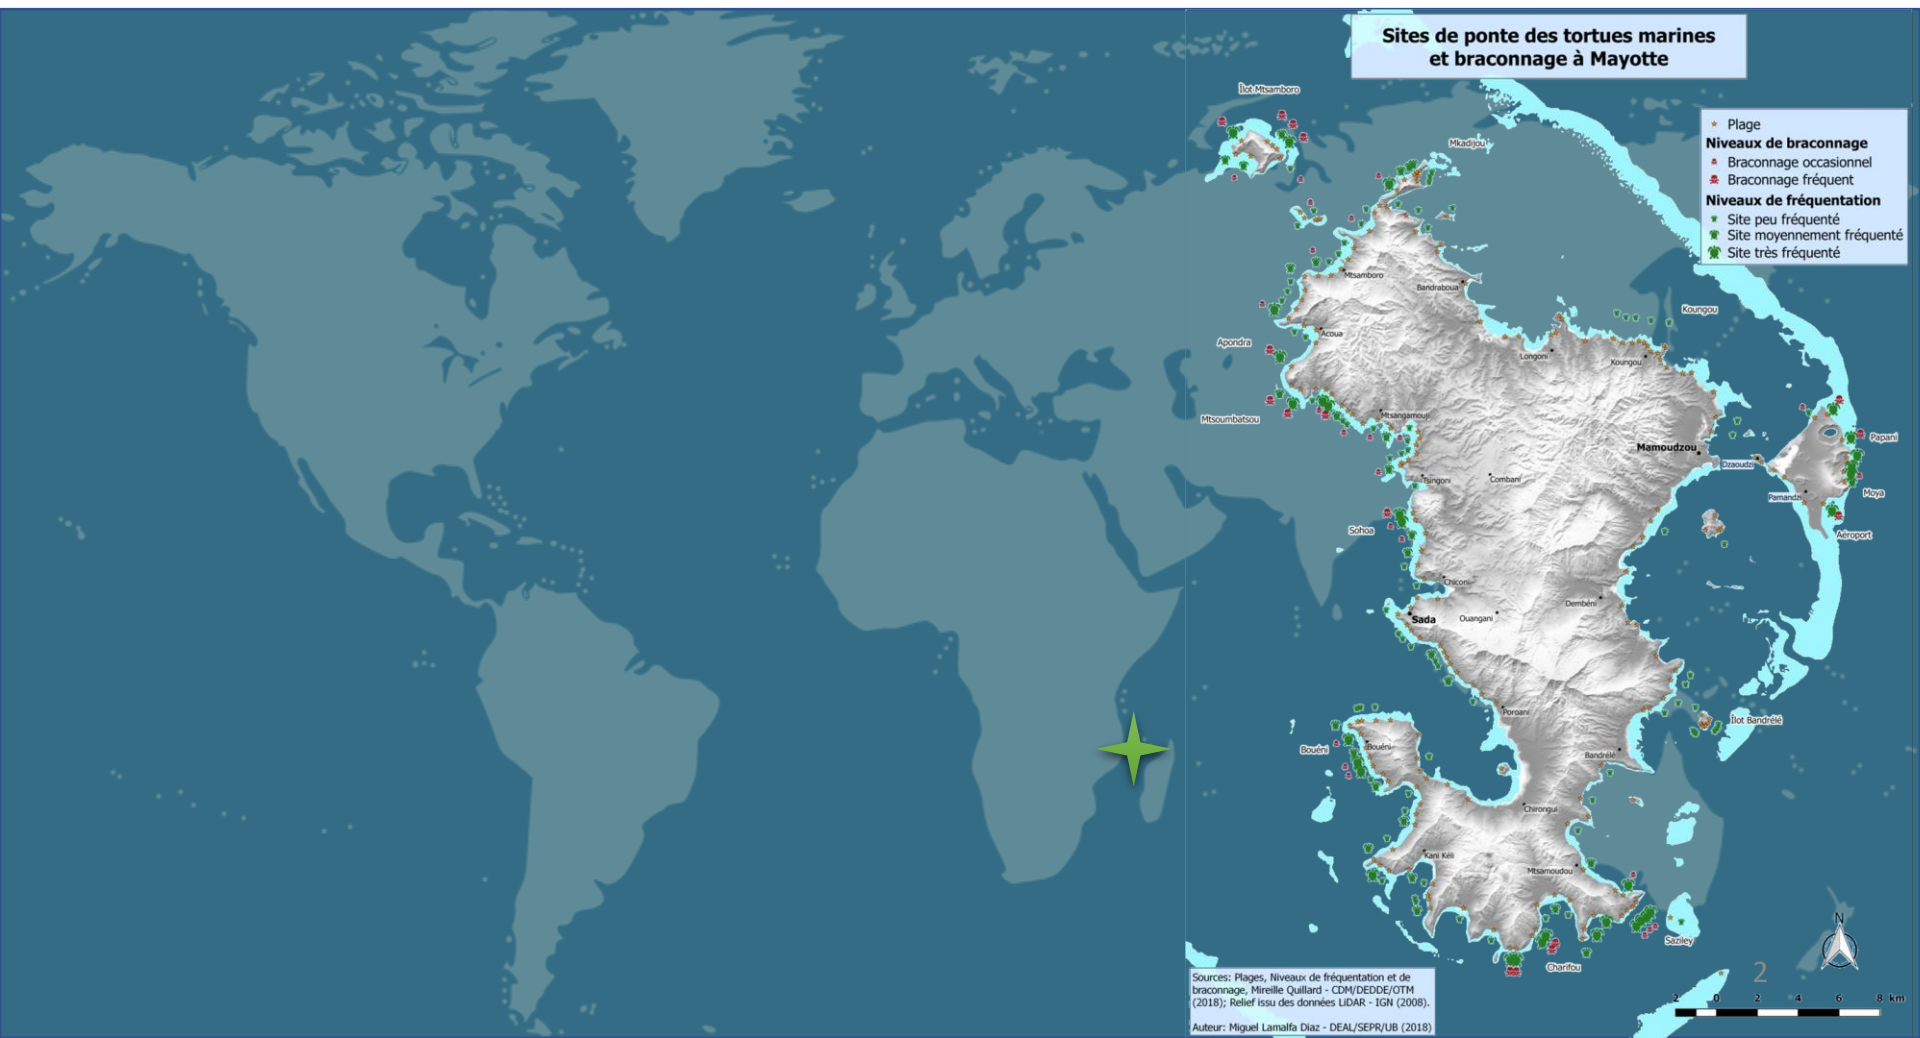 Sites de ponte des tortues marines
et braconnage à Mayotte
Îlot Mtsamboro
Mkadijou
Plage
Niveaux de braconnage
Braconnage occasionnel
Braconnage fréquent
Niveaux de fréquentation
Site peu fréquenté
Site moyennement fréquenté
Site très fréquenté
Mtsamboro
Bandraboua
Koungou
Acoua
Apondra
Longoni
Koungou
Mtsangamouji
Mtsoumbatsou
Papani
Mamoudzou
Dzaoudzi
Tsingoni
Combani
Pamandzi
Moya
Sohoa
Aéroport
Chiconi
Dembéni
Sada
Ouangani
Poroani
Îlot Bandrélé
Bouéni
Bouéni
Bandrélé
Chirongui
Kani Kéli
Mtsamoudou
Saziley
Charifou
N
2
Sources: Plages, Niveaux de fréquentation et de
braconnage, Mireille Quillard - CDM/DEDDE/OTM
(2018); Relief issu des données LiDAR - IGN (2008).
Auteur: Miguel Lamalfa Diaz - DEAL/SEPR/UB (2018)
2 0 2 4 6 8 km